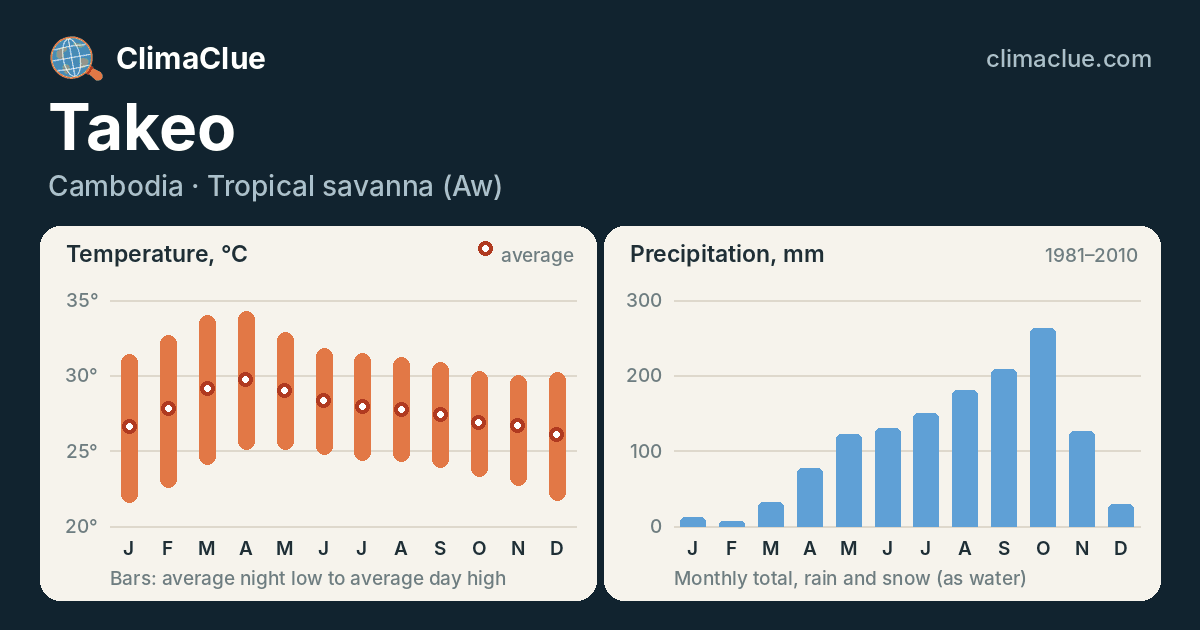 ClimaClue
climaclue.com
Takeo
Cambodia · Tropical savanna (Aw)
Temperature, °C
average
35°
30°
25°
20°
J F M A M J J A S O N D
Bars: average night low to average day high
Precipitation, mm
1981–2010
300
200
100
0
J F M A M J J A S O N D
Monthly total, rain and snow (as water)